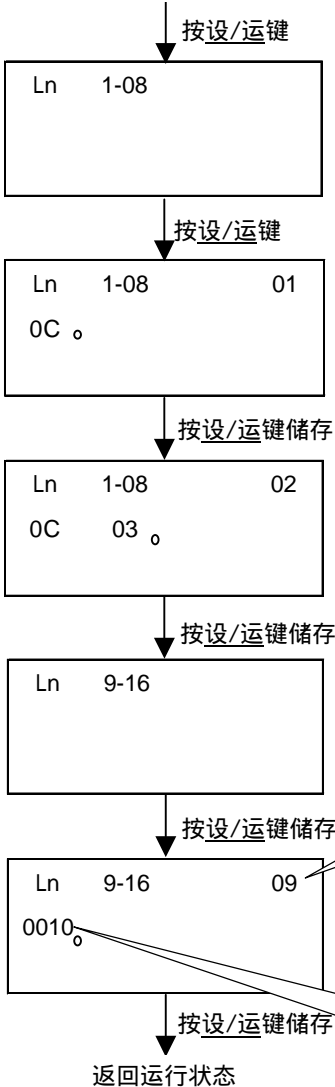 按设/运键
Ln 1-08
按设/运键
Ln 1-08 01
0C 。
按设/运键储存
Ln 1-08 02
0C 03 。
按设/运键储存
Ln 9-16
按设/运键储存
Ln 9-16 09
0010。
按设/运键储存
返回运行状态